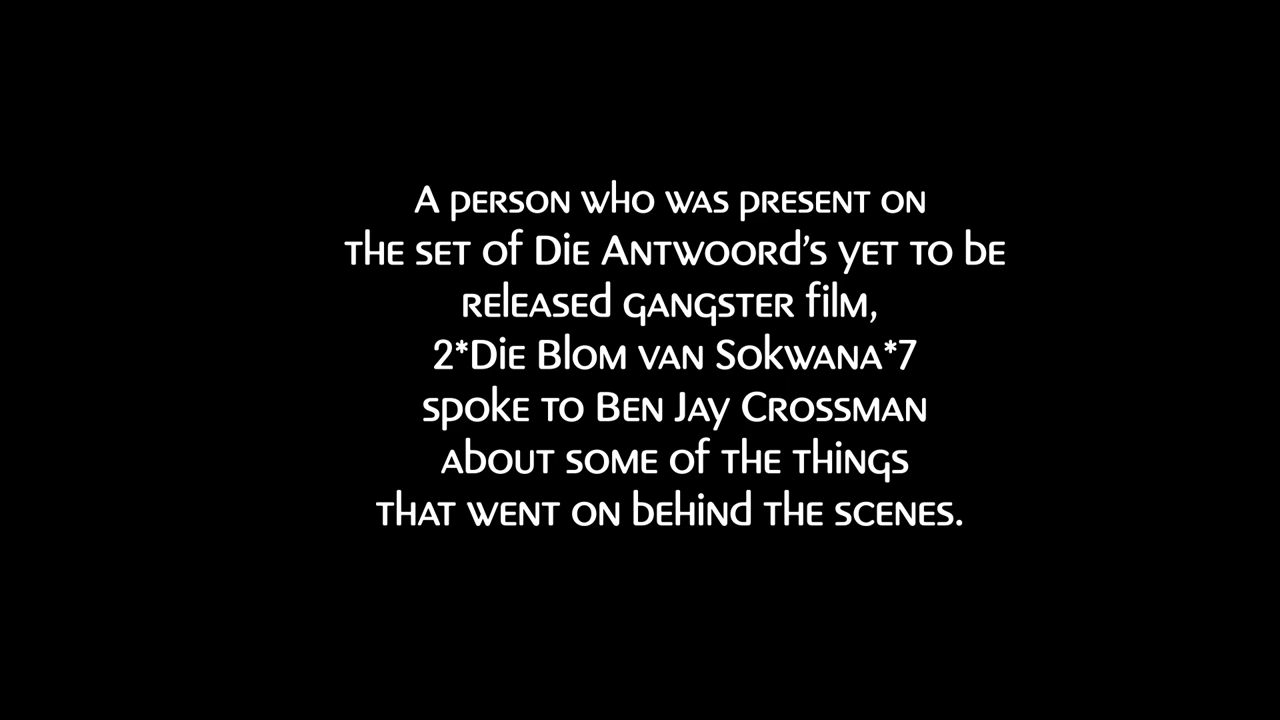 A person who was present on
the set of Die Antwoord's yet to be
released gangster film,
2*Die Blom van Sokwana*7
spoke to Ben Jay Crossman
about some of the things
that went on behind the scenes.